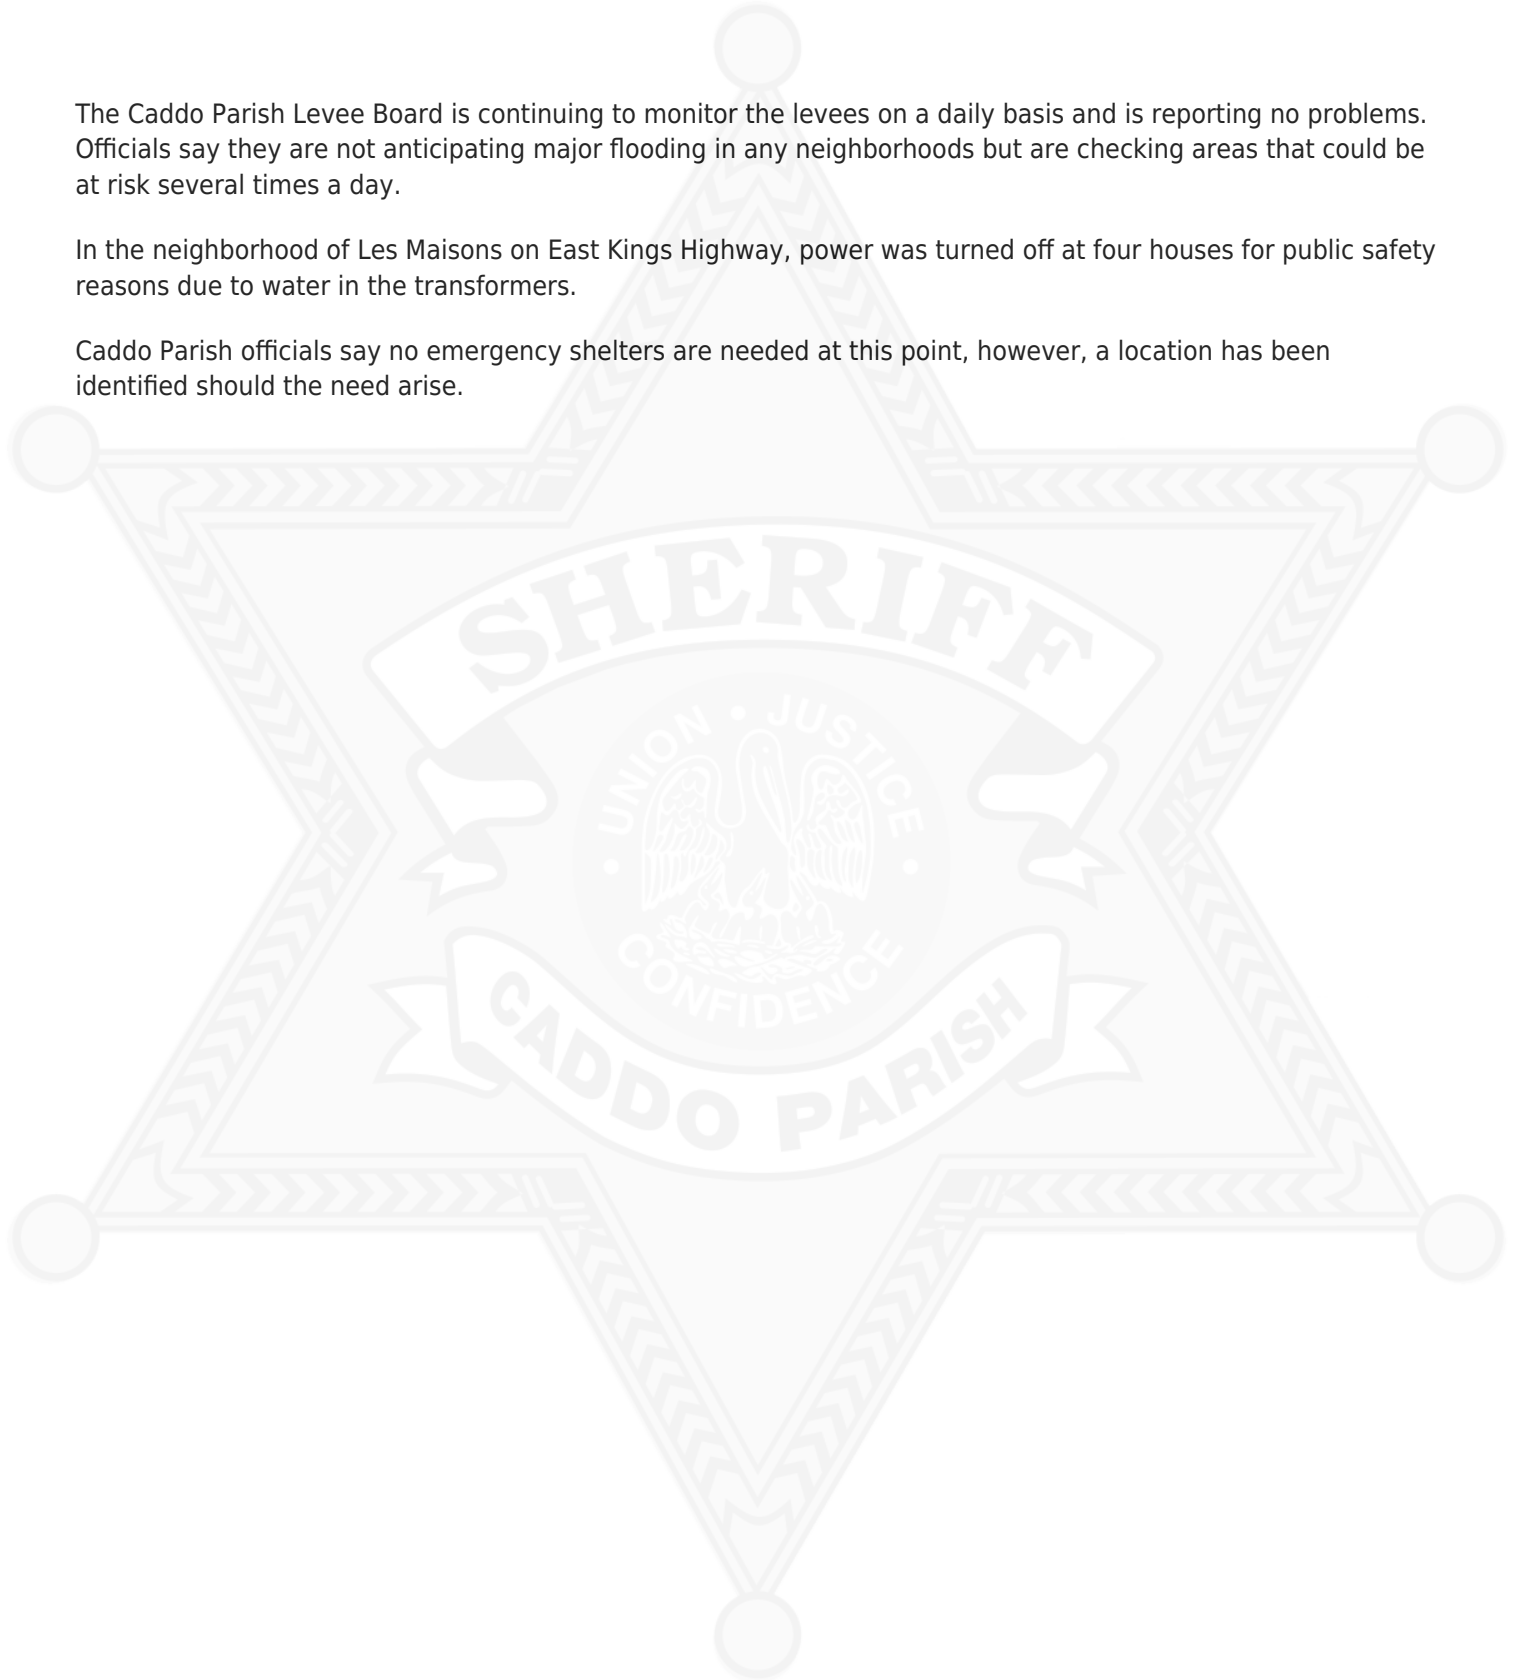 The Caddo Parish Levee Board is continuing to monitor the levees on a daily basis and is reporting no problems.
Officials say they are not anticipating major flooding in any neighborhoods but are checking areas that could be
at risk several times a day.
In the neighborhood of Les Maisons on East Kings Highway, power was turned off at four houses for public safety
reasons due to water in the transformers.
Caddo Parish officials say no emergency shelters are needed at this point, however, a location has been
identified should the need arise.
SHERIFF
UNION • JUSTICE
• CONFIDENCE •
CADDO PARISH